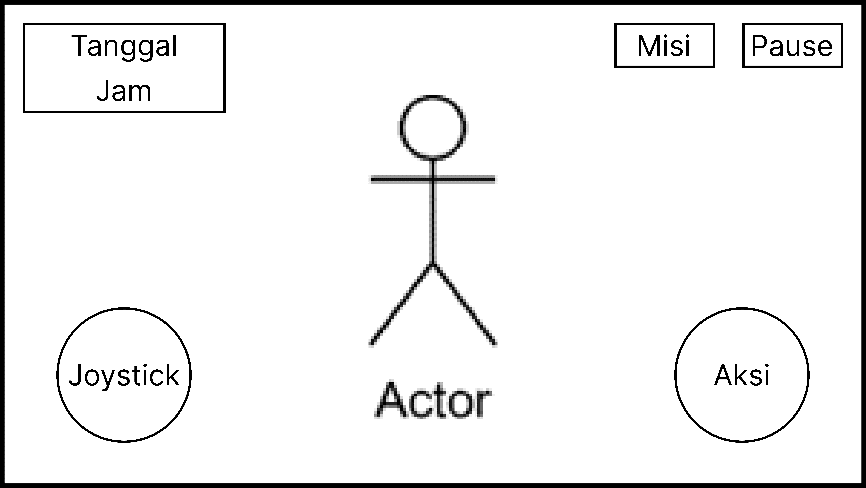 Tanggal
Jam
Misi
Pause
Joystick
Actor
Aksi